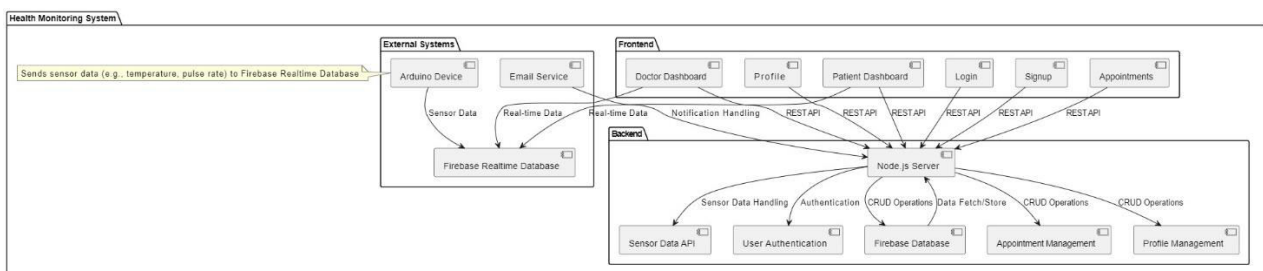 Health Monitoring System
External Systems
Frontend
Sends sensor data (e.g., temperature, pulse rate) to Firebase Realtime Database
Arduino Device
Email Service
Doctor Dashboard
Profile
Patient Dashboard
Login
Signup
Appointments
Sensor Data
Real-time Data
Real-time Data
Notification Handling
REST API
REST API
REST API
REST API
REST API
REST API
Backend
Firebase Realtime Database
Node.js Server
Sensor Data Handling
Authentication
CRUD Operations
Data Fetch/Store
CRUD Operations
CRUD Operations
Sensor Data API
User Authentication
Firebase Database
Appointment Management
Profile Management